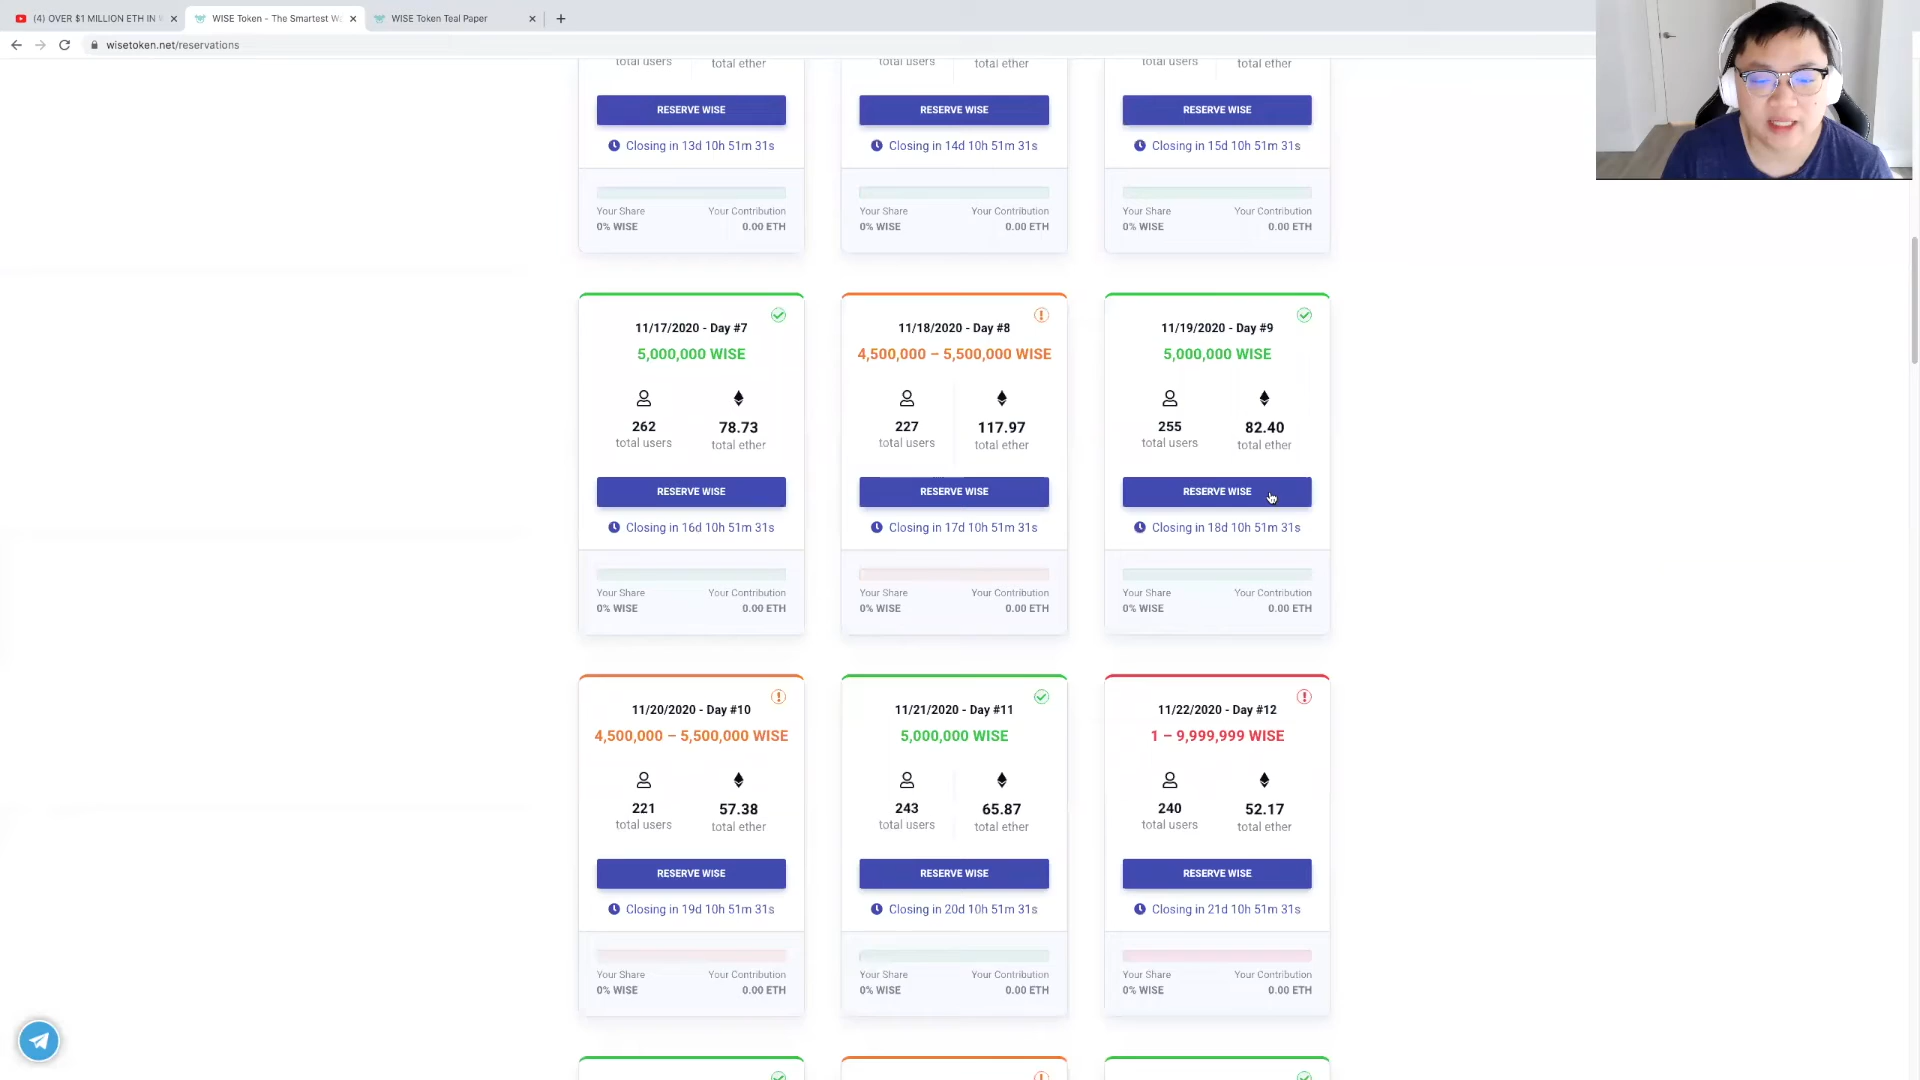 (4) OVER $1 MILLION ETH IN
WISE Token - The Smartest W
WISE Token Teal Paper
wisetoken.net/reservations
total users total ether
total users total ether
total users total ether
RESERVE WISE
RESERVE WISE
RESERVE WISE
Closing in 13d 10h 51m 31s
Closing in 14d 10h 51m 31s
Closing in 15d 10h 51m 31s
Your Share Your Contribution
0% WISE 0.00 ETH
Your Share Your Contribution
0% WISE 0.00 ETH
Your Share Your Contribution
0% WISE 0.00 ETH
11/17/2020 - Day #7
5,000,000 WISE
262 78.73
total users total ether
RESERVE WISE
Closing in 16d 10h 51m 31s
Your Share Your Contribution
0% WISE 0.00 ETH
11/18/2020 - Day #8
4,500,000 – 5,500,000 WISE
227 117.97
total users total ether
RESERVE WISE
Closing in 17d 10h 51m 31s
Your Share Your Contribution
0% WISE 0.00 ETH
11/19/2020 - Day #9
5,000,000 WISE
255 82.40
total users total ether
RESERVE WISE
Closing in 18d 10h 51m 31s
Your Share Your Contribution
0% WISE 0.00 ETH
11/20/2020 - Day #10
4,500,000 – 5,500,000 WISE
221 57.38
total users total ether
RESERVE WISE
Closing in 19d 10h 51m 31s
Your Share Your Contribution
0% WISE 0.00 ETH
11/21/2020 - Day #11
5,000,000 WISE
243 65.87
total users total ether
RESERVE WISE
Closing in 20d 10h 51m 31s
Your Share Your Contribution
0% WISE 0.00 ETH
11/22/2020 - Day #12
1 – 9,999,999 WISE
240 52.17
total users total ether
RESERVE WISE
Closing in 21d 10h 51m 31s
Your Share Your Contribution
0% WISE 0.00 ETH